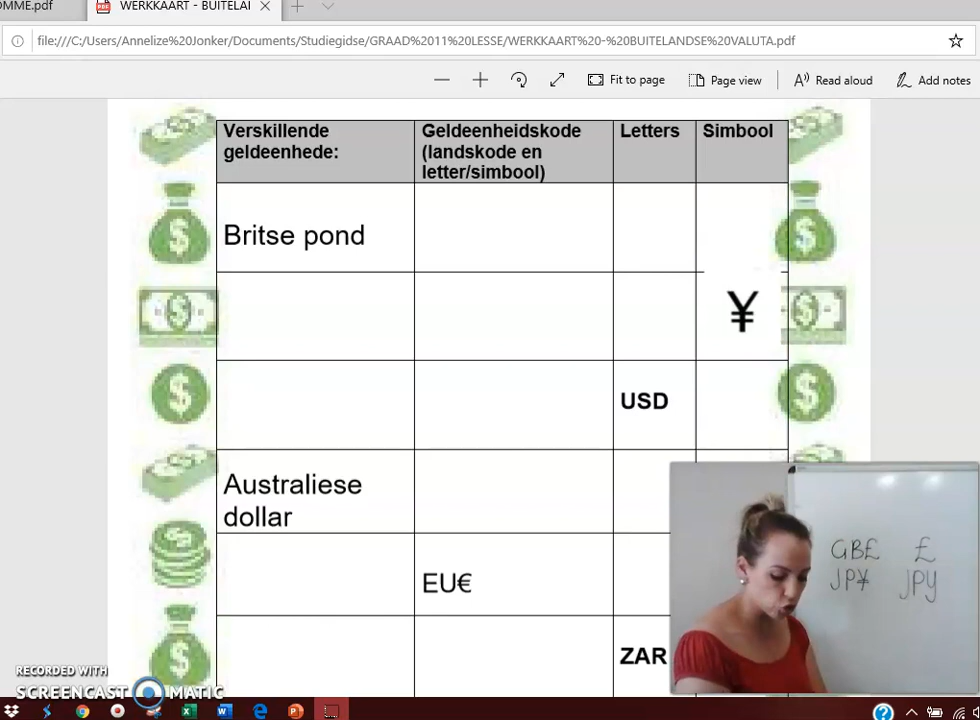 OMME.pdf
WERKKAART - BUITELAI
file:///C:/Users/Annelize%20Jonker/Documents/Studiegidse/GRAAD%2011%20LESSE/WERKKAART%20-%20BUITELANDSE%20VALUTA.pdf
Fit to page
Page view
Read aloud
Add notes
Verskillende
geldeenhede:
Geldeenheidskode
(landskode en
letter/simbool)
Letters
Simbool
Britse pond
¥
USD
Australiese
dollar
EU€
ZAR
GB£ £
JP¥ JPY
RECORDED WITH
SCREENCAST MATIC